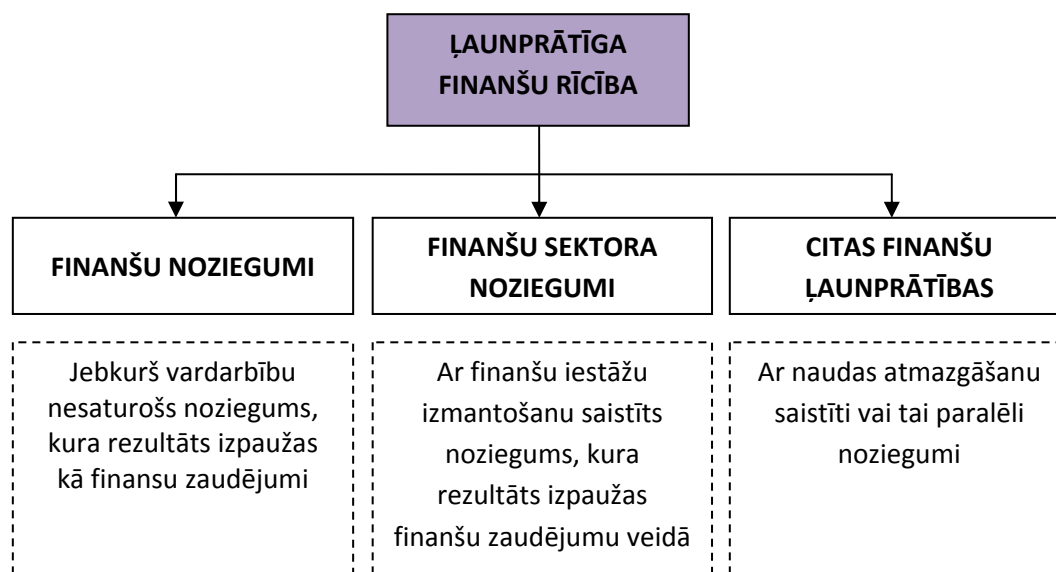 ĻAUNPRĀTĪGA
FINANŠU RĪCĪBA
FINANŠU NOZIEGUMI
FINANŠU SEKTORA
NOZIEGUMI
CITAS FINANŠU
ĻAUNPRĀTĪBAS
Jebkurš vardarbību
nesaturošs noziegums,
kura rezultāts izpaužas
kā finansu zaudējumi
Ar finanšu iestāžu
izmantošanu saistīts
noziegums, kura
rezultāts izpaužas
finanšu zaudējumu veidā
Ar naudas atmazgāšanu
saistīti vai tai paralēli
noziegumi